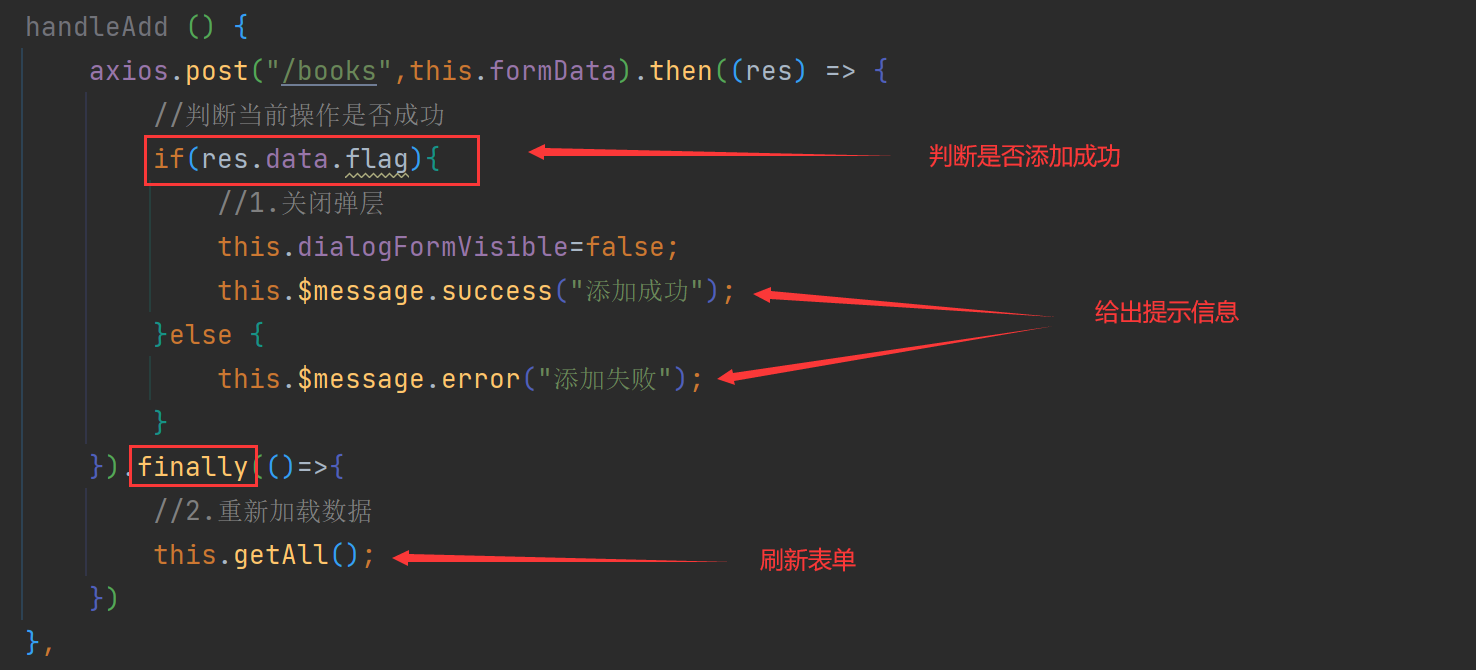 handleAdd () {
axios.post("/books",this.formData).then((res) => {
//判断当前操作是否成功
if(res.data.flag){
判断是否添加成功
//1.关闭弹层
this.dialogFormVisible=false;
this.$message.success("添加成功");
给出提示信息
}else {
this.$message.error("添加失败");
}
}).finally(()=>{
//2.重新加载数据
this.getAll();
刷新表单
})
},